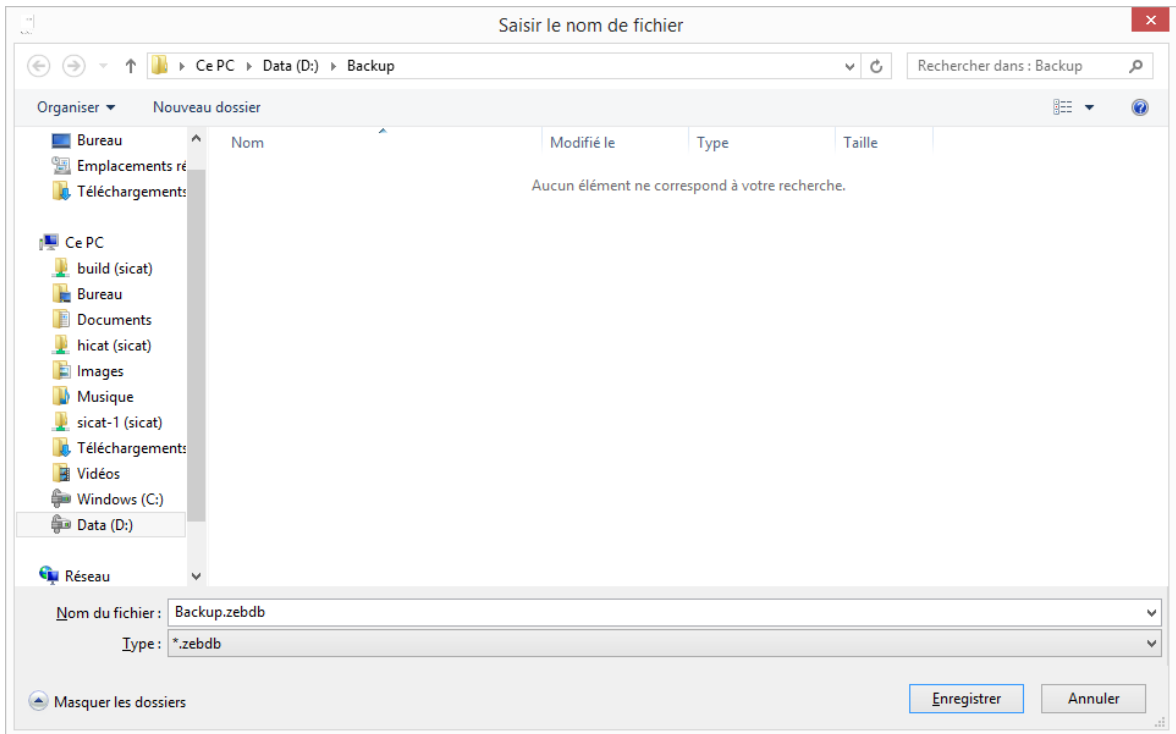 Saisir le nom de fichier
Ce PC Data (D:) Backup Rechercher dans : Backup
Organiser Nouveau dossier
Nom Modifié le Type Taille
Aucun élément ne correspond à votre recherche.
Bureau
Emplacements ré
Téléchargements
Ce PC
build (sicat)
Bureau
Documents
hicat (sicat)
Images
Musique
sicat-1 (sicat)
Téléchargements
Vidéos
Windows (C:)
Data (D:)
Réseau
Nom du fichier : Backup.zebdb
Type : *.zebdb
Masquer les dossiers Enregistrer Annuler